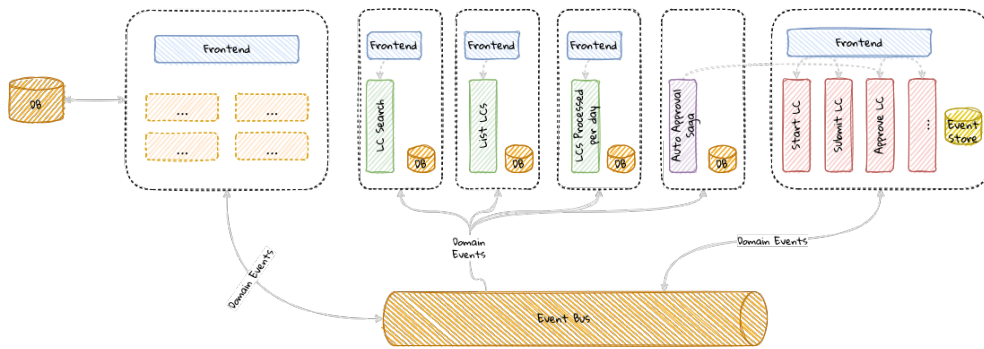 Frontend
Frontend
Frontend
Frontend
Frontend
DB
...
...
...
...
LC Search
DB
List LCs
DB
LCs Processed
per day
DB
Auto Approval
Saga
DB
Start LC
Submit LC
Approve LC
...
Event
Store
Domain Events
Domain
Events
Domain Events
Event Bus